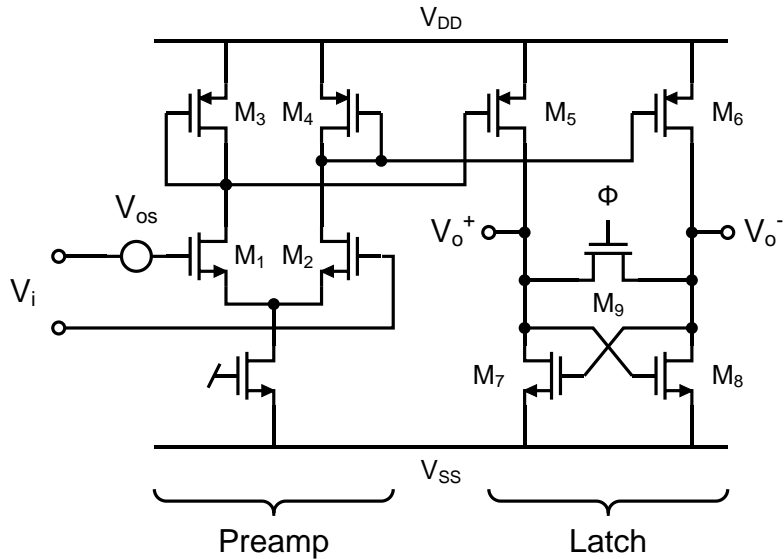 V_DD
M_3
M_4
M_5
M_6
V_os
Φ
V_o^+
V_o^-
M_1
M_2
V_i
M_9
M_7
M_8
V_SS
Preamp
Latch